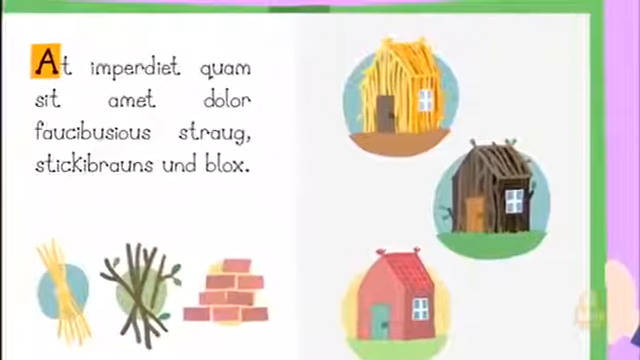 At imperdiet quam
sit amet dolor
faucibusious straug,
stickibrauns und blox.